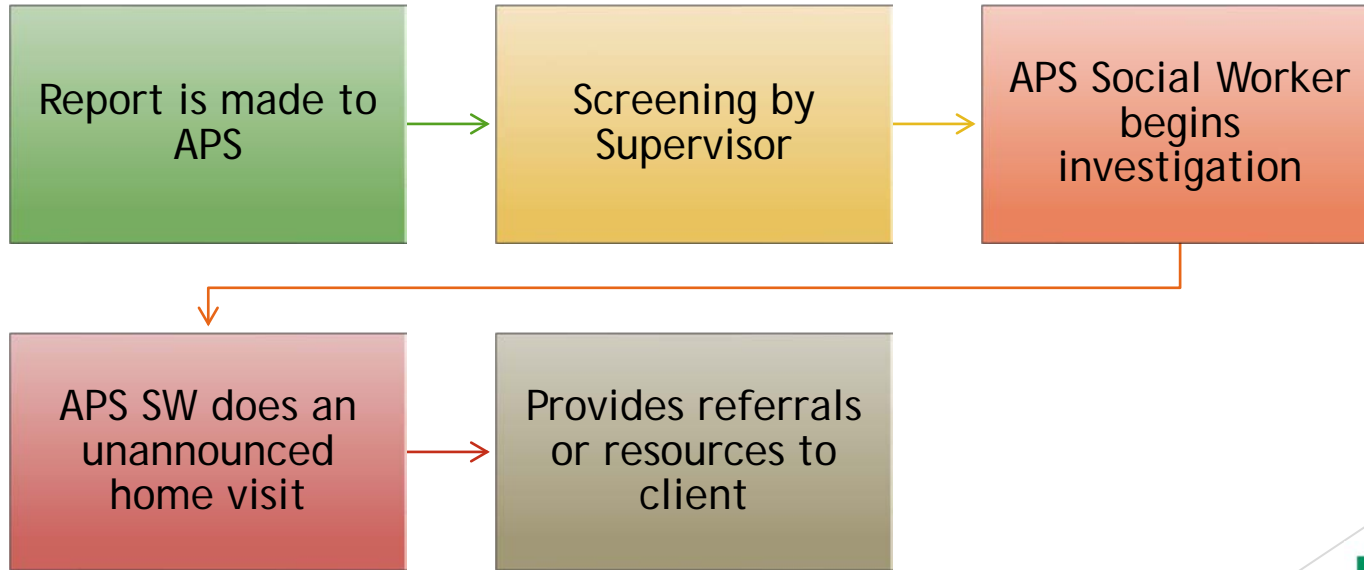 Report is made to
APS
Screening by
Supervisor
APS Social Worker
begins
investigation
APS SW does an
unannounced
home visit
Provides referrals
or resources to
client